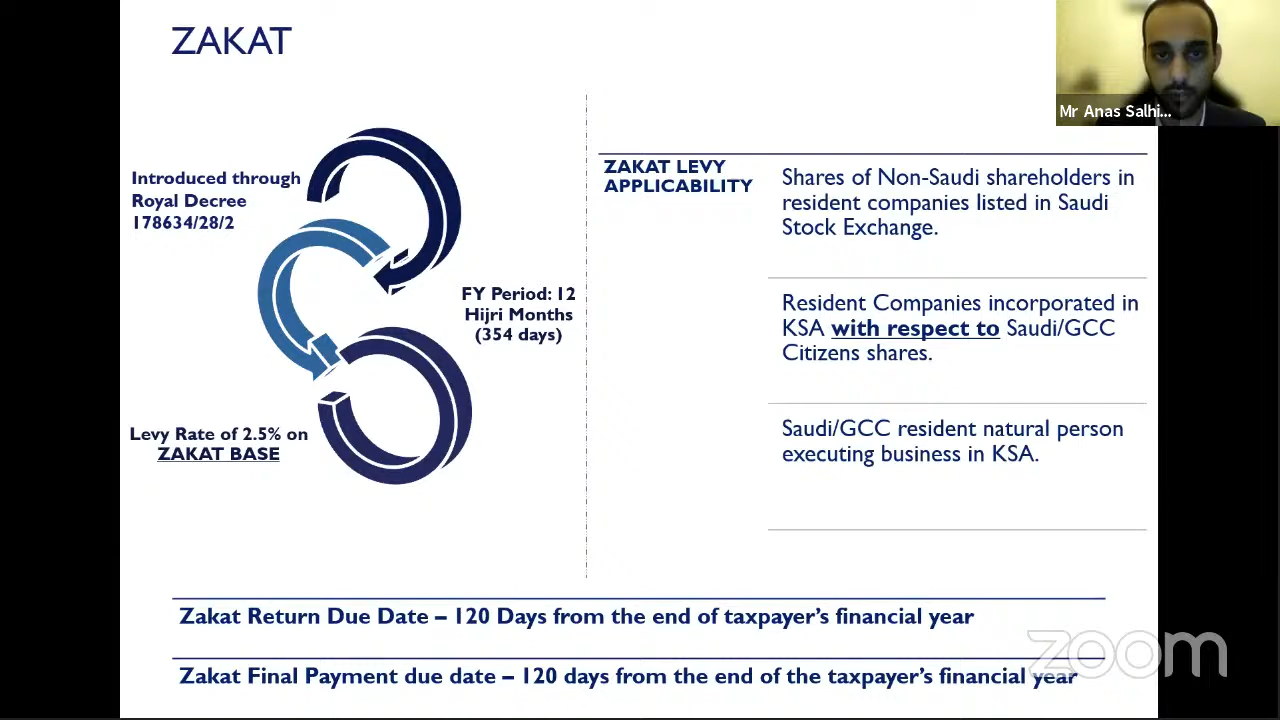 ZAKAT
Mr Anas Salhi...
Introduced through
Royal Decree
178634/28/2
FY Period: 12
Hijri Months
(354 days)
Levy Rate of 2.5% on
ZAKAT BASE
ZAKAT LEVY
APPLICABILITY
Shares of Non-Saudi shareholders in
resident companies listed in Saudi
Stock Exchange.
Resident Companies incorporated in
KSA with respect to Saudi/GCC
Citizens shares.
Saudi/GCC resident natural person
executing business in KSA.
Zakat Return Due Date – 120 Days from the end of taxpayer's financial year
Zakat Final Payment due date – 120 days from the end of the taxpayer's financial year
zoom